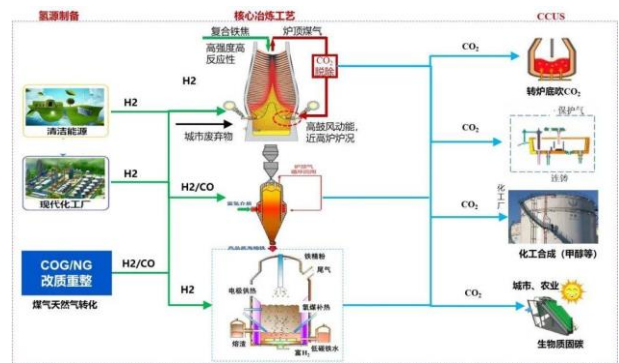 氢源制备
核心冶炼工艺
CCUS
复合铁焦
炉顶煤气
高强度高
反应性
CO2
脱除
CO2
H2
转炉底吹CO2
H2
清洁能源
城市废弃物
高鼓风动能，
近高炉炉况
CO2
保护气
连铸
H2
现代化工厂
H2/CO
CO2
化工厂
化工合成（甲醇等）
COG/NG
改质重整
H2/CO
煤气天然气转化
H2
铁精粉
尾气
电极供热
氧煤补热
熔渣
富H2
低碳铁水
CO2
城市、农业
生物质固碳